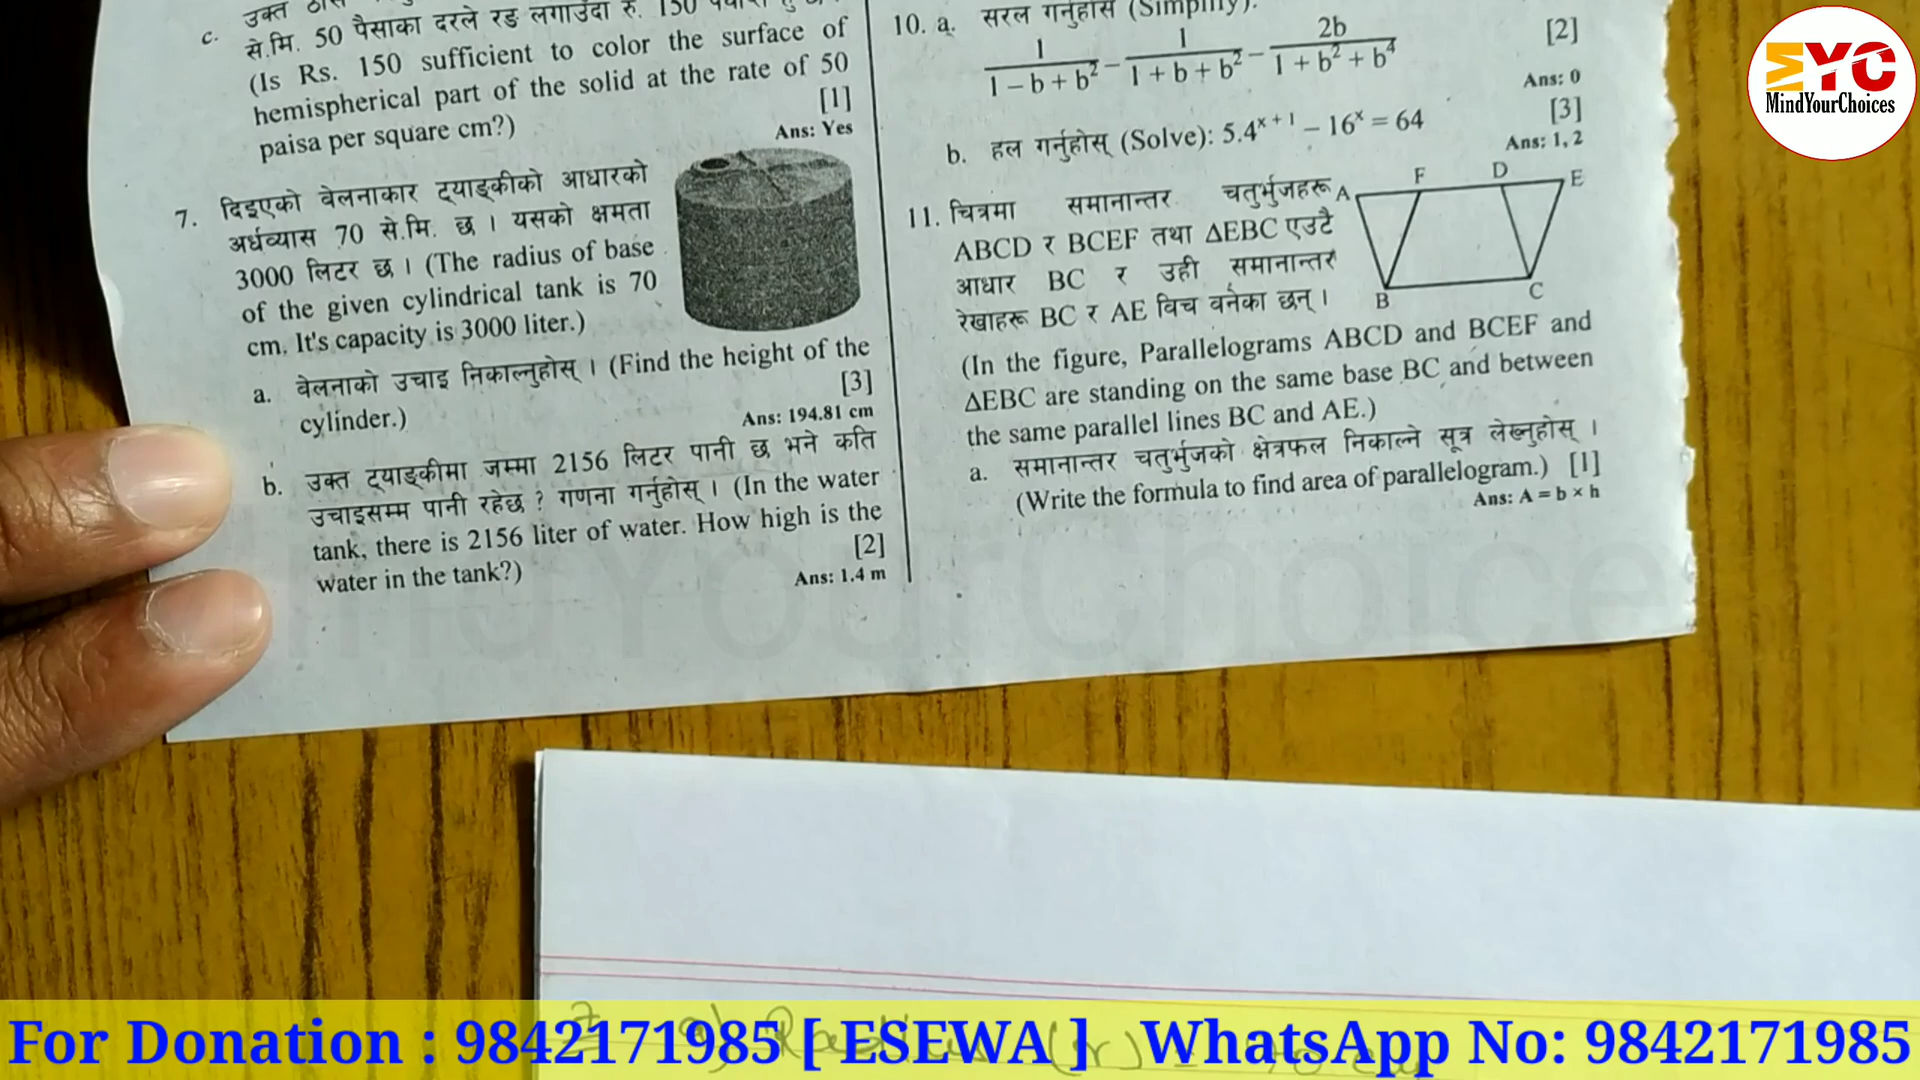 c. उक्त
से.मि. 50 पैसाका दरले रङ लगाउँदा रु. 150
(Is Rs. 150 sufficient to color the surface of
hemispherical part of the solid at the rate of 50
paisa per square cm?)
[1]
Ans: Yes
7. दिइएको बेलनाकार ट्याङ्कीको आधारको
अर्धव्यास 70 से.मि. छ । यसको क्षमता
3000 लिटर छ । (The radius of base
of the given cylindrical tank is 70
cm. It's capacity is 3000 liter.)
a. बेलनाको उचाइ निकाल्नुहोस् । (Find the height of the
cylinder.)
[3]
Ans: 194.81 cm
b. उक्त ट्याङ्कीमा जम्मा 2156 लिटर पानी छ भने कति
उचाइसम्म पानी रहेछ ? गणना गर्नुहोस् । (In the water
tank, there is 2156 liter of water. How high is the
water in the tank?)
[2]
Ans: 1.4 m
10. a. सरल गर्नुहोस् (Simplify):
1/(1 – b + b²) – 1/(1 + b + b²) – 2b/(1 + b² + b⁴)
[2]
Ans: 0
b. हल गर्नुहोस् (Solve): 5.4ˣ⁺¹ – 16ˣ = 64
[3]
Ans: 1, 2
11. चित्रमा समानान्तर चतुर्भुजहरू
ABCD र BCEF तथा ΔEBC एउटै
आधार BC र उही समानान्तर
रेखाहरू BC र AE विच बनेका छन् ।
A F D E
B C
(In the figure, Parallelograms ABCD and BCEF and
ΔEBC are standing on the same base BC and between
the same parallel lines BC and AE.)
a. समानान्तर चतुर्भुजको क्षेत्रफल निकाल्ने सूत्र लेख्नुहोस् ।
(Write the formula to find area of parallelogram.) [1]
Ans: A = b × h
MYC
MindYourChoices
For Donation : 9842171985 [ ESEWA ] WhatsApp No: 9842171985